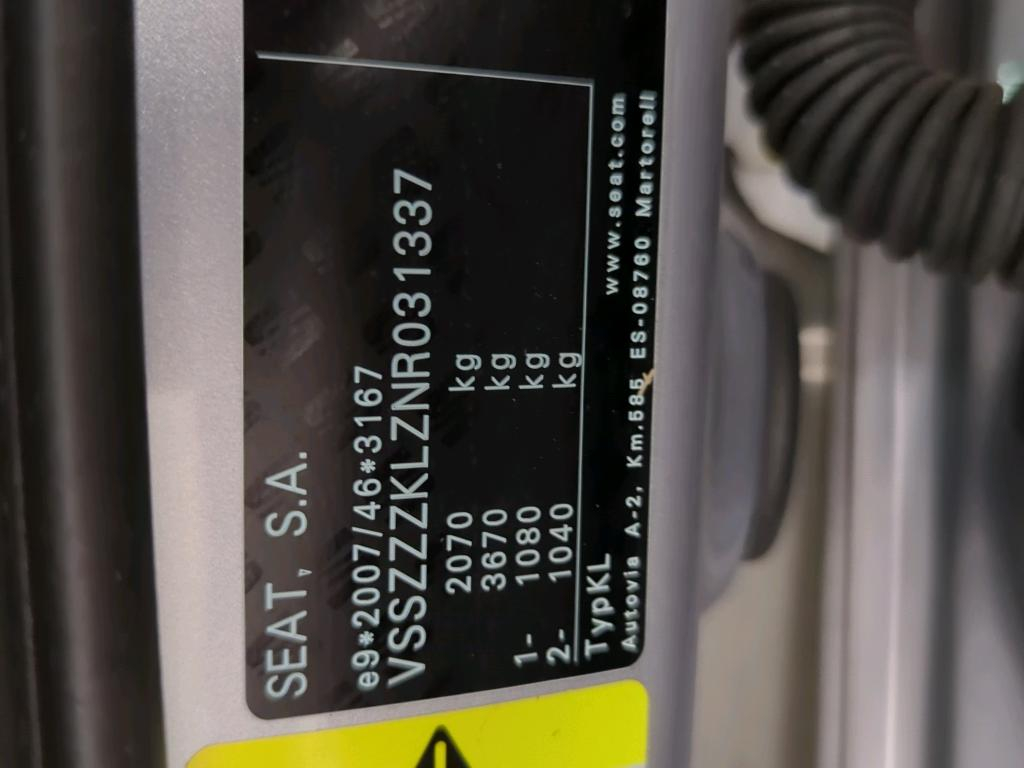 SEAT, S.A.
e9*2007/46*3167
VSSZZZKLZNR031337
2070 kg
3670 kg
1- 1080 kg
2- 1040 kg
TypKL www.seat.com
Autovia A-2, Km.585, ES-08760 Martorell